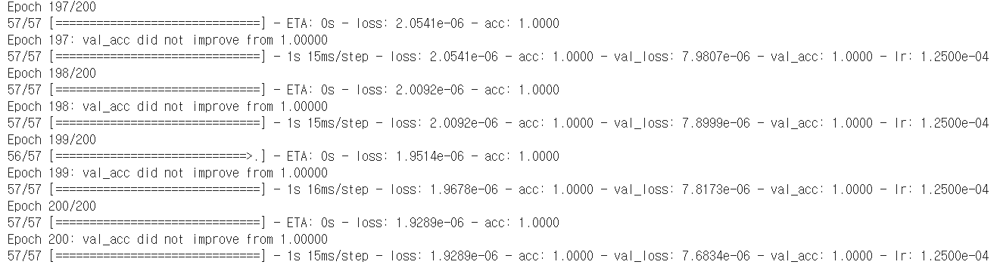 Epoch 197/200
57/57 [==============================] - ETA: 0s - loss: 2.0541e-06 - acc: 1.0000
Epoch 197: val_acc did not improve from 1.00000
57/57 [==============================] - 1s 15ms/step - loss: 2.0541e-06 - acc: 1.0000 - val_loss: 7.9807e-06 - val_acc: 1.0000 - lr: 1.2500e-04
Epoch 198/200
57/57 [==============================] - ETA: 0s - loss: 2.0092e-06 - acc: 1.0000
Epoch 198: val_acc did not improve from 1.00000
57/57 [==============================] - 1s 15ms/step - loss: 2.0092e-06 - acc: 1.0000 - val_loss: 7.8999e-06 - val_acc: 1.0000 - lr: 1.2500e-04
Epoch 199/200
56/57 [============================>.] - ETA: 0s - loss: 1.9514e-06 - acc: 1.0000
Epoch 199: val_acc did not improve from 1.00000
57/57 [==============================] - 1s 16ms/step - loss: 1.9678e-06 - acc: 1.0000 - val_loss: 7.8173e-06 - val_acc: 1.0000 - lr: 1.2500e-04
Epoch 200/200
57/57 [==============================] - ETA: 0s - loss: 1.9289e-06 - acc: 1.0000
Epoch 200: val_acc did not improve from 1.00000
57/57 [==============================] - 1s 15ms/step - loss: 1.9289e-06 - acc: 1.0000 - val_loss: 7.6834e-06 - val_acc: 1.0000 - lr: 1.2500e-04